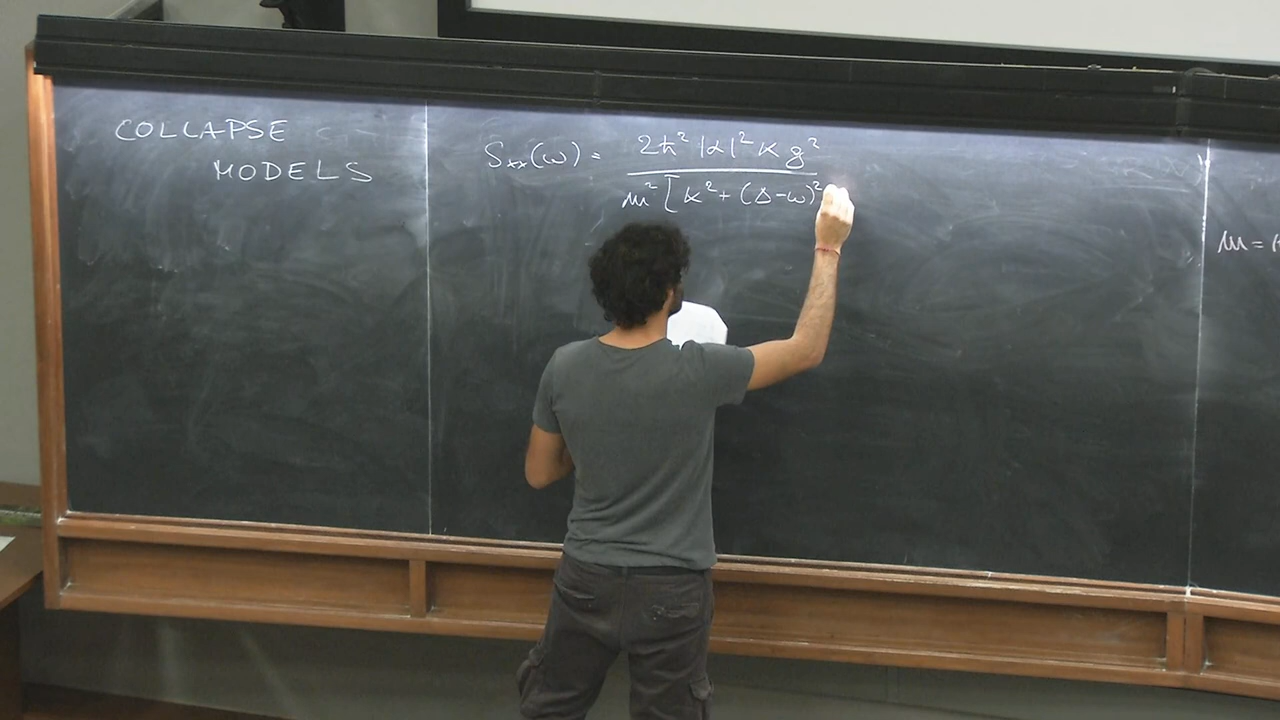 COLLAPSE
MODELS
Sxx(ω) = 2ħ² |α|² κ g²
m² [κ² + (Δ-ω)²
m =